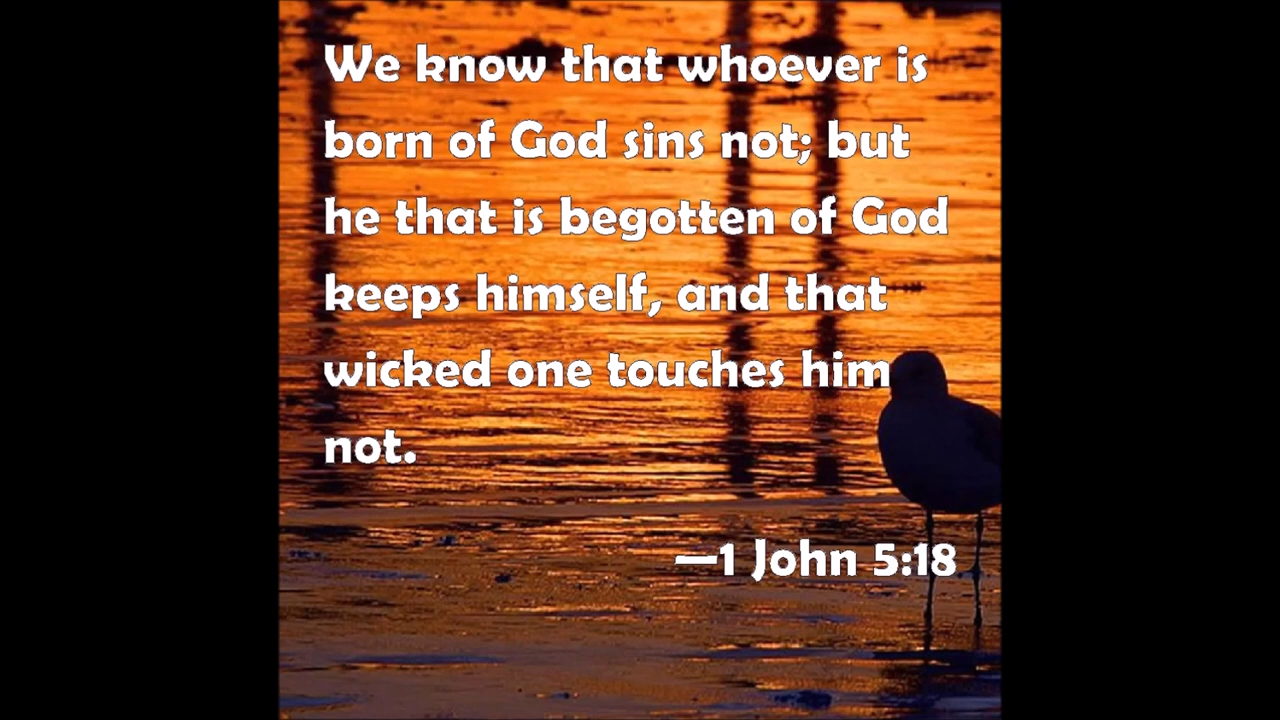 We know that whoever is
born of God sins not; but
he that is begotten of God
keeps himself, and that
wicked one touches him
not.
—1 John 5:18